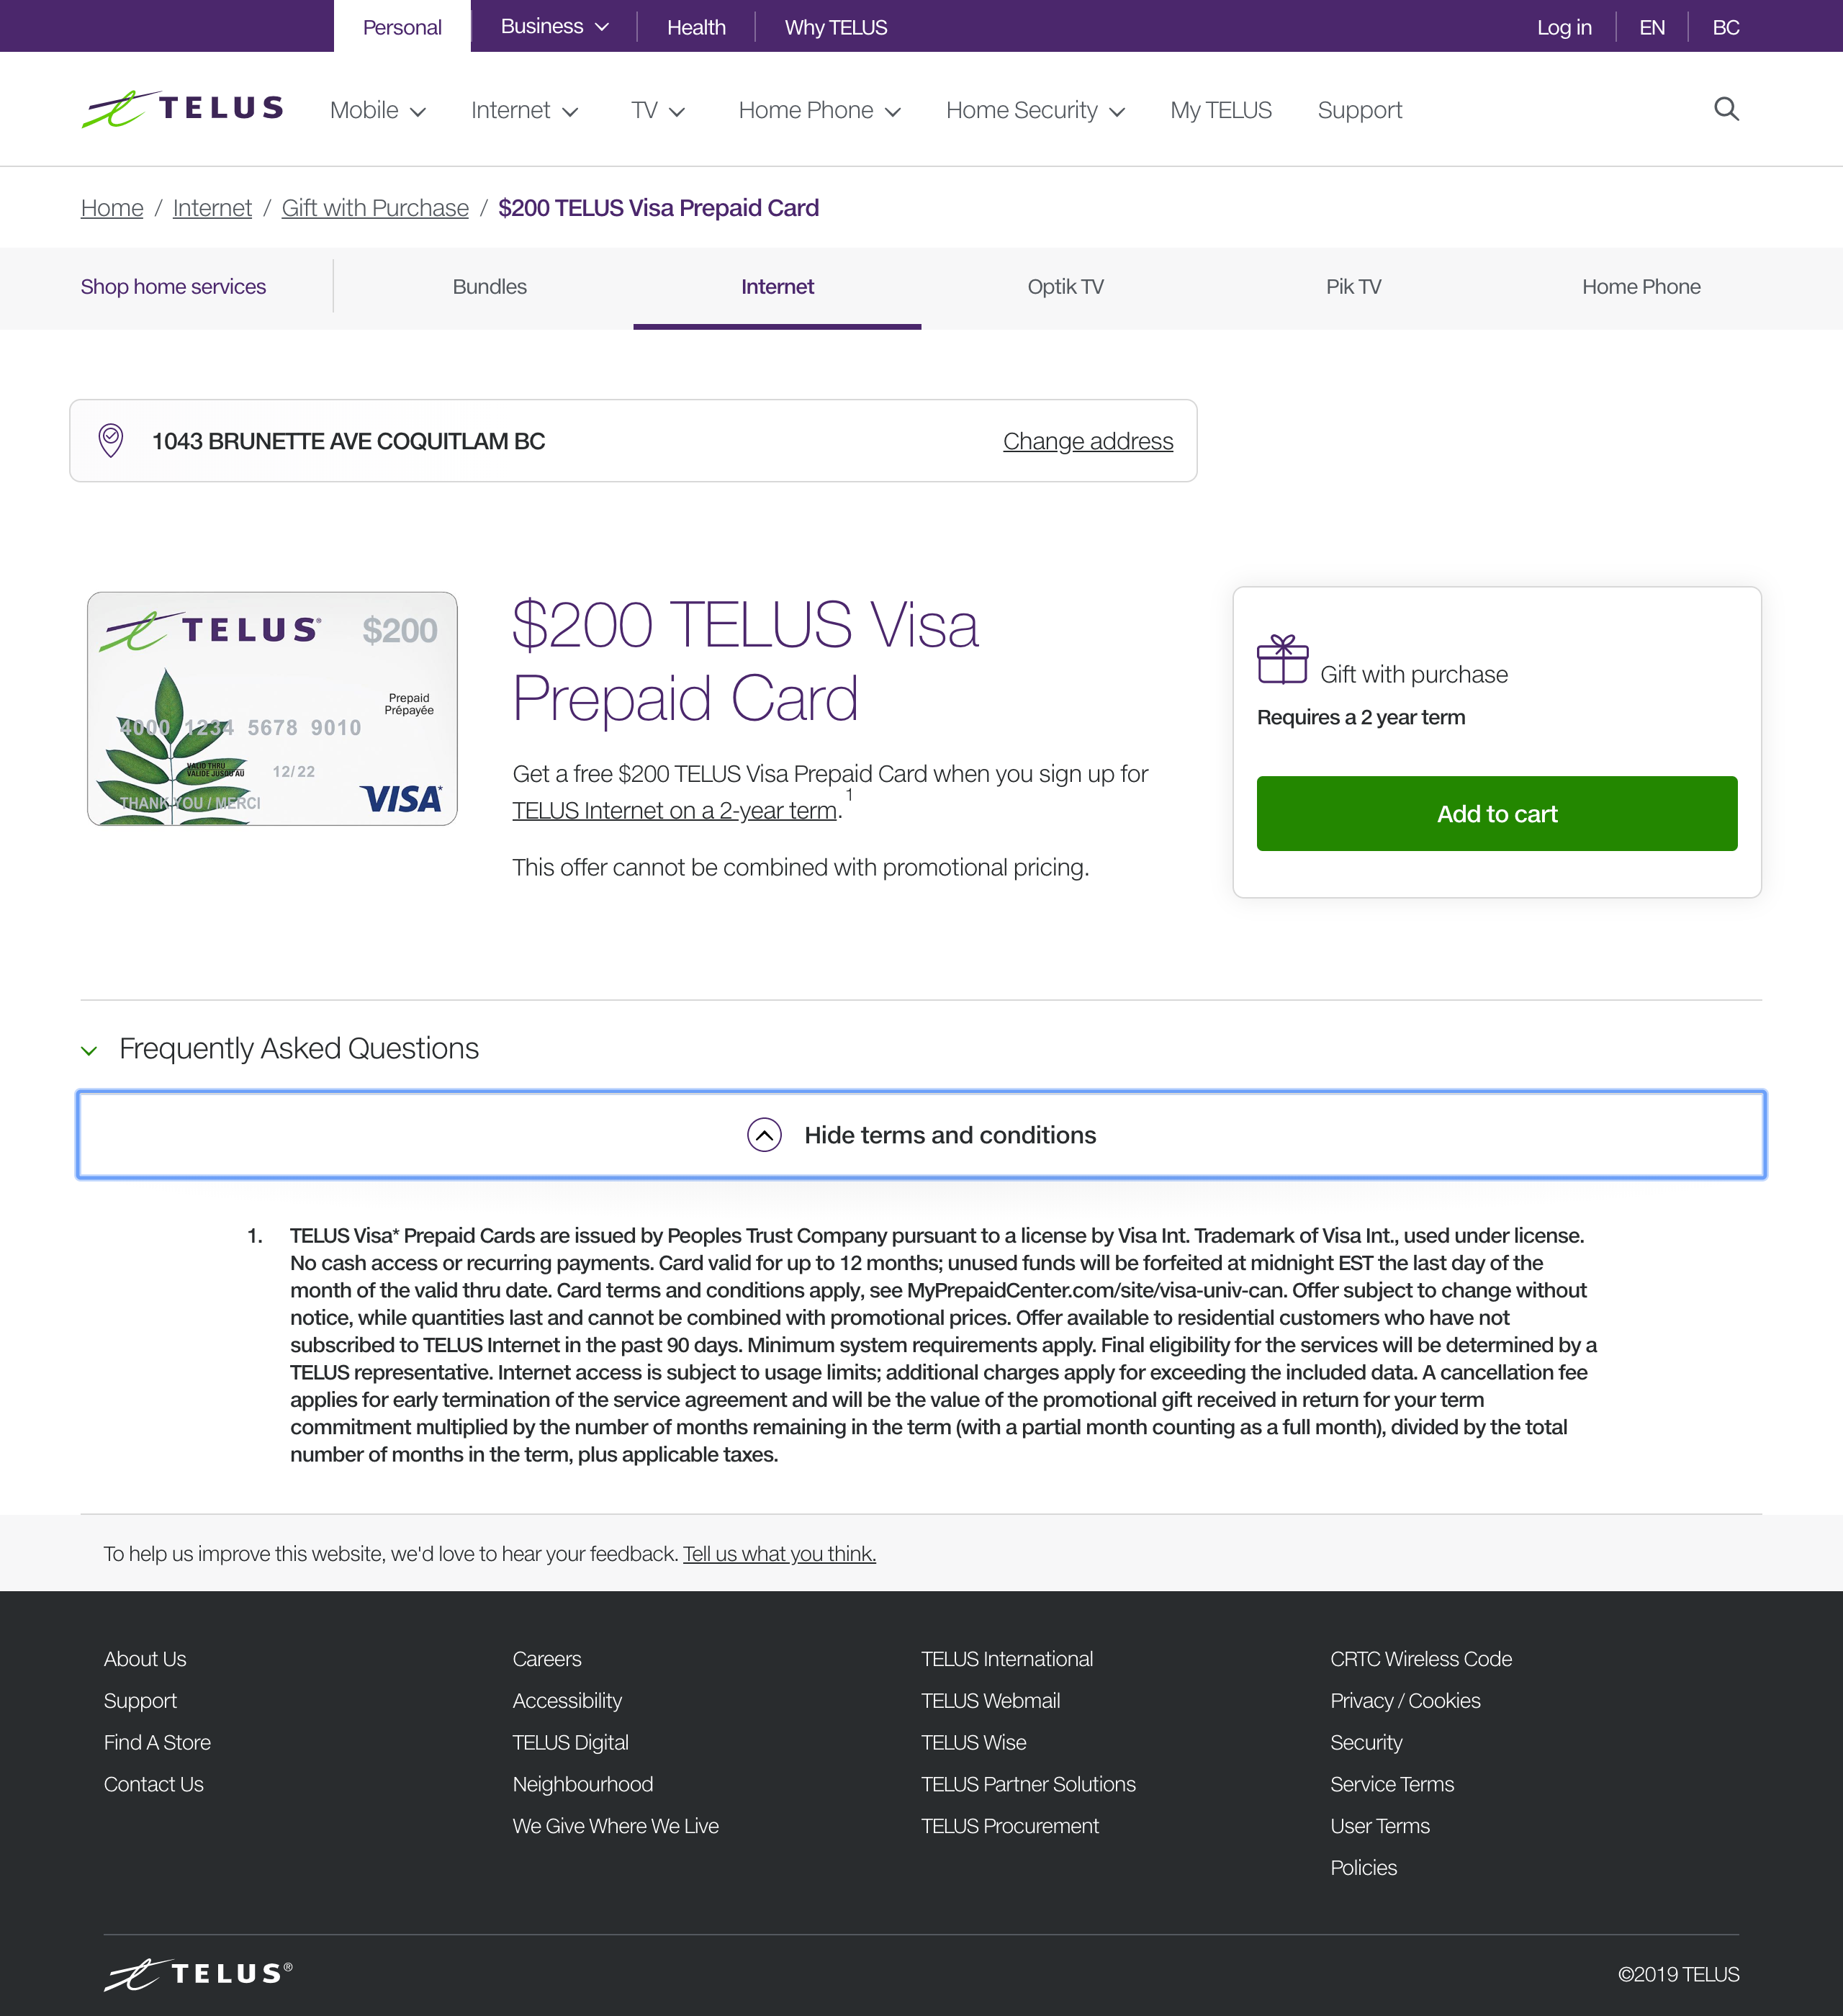 Personal
Business
Health
Why TELUS
Log in
EN
BC
TELUS
Mobile
Internet
TV
Home Phone
Home Security
My TELUS
Support
Home / Internet / Gift with Purchase / $200 TELUS Visa Prepaid Card
Shop home services
Bundles
Internet
Optik TV
Pik TV
Home Phone
1043 BRUNETTE AVE COQUITLAM BC
Change address
TELUS® $200
Prepaid
Prépayée
4000 1234 5678 9010
VALID THRU
VALIDE JUSQU'AU
12/22
THANK YOU / MERCI
VISA*
$200 TELUS Visa
Prepaid Card
Get a free $200 TELUS Visa Prepaid Card when you sign up for
TELUS Internet on a 2-year term.1
This offer cannot be combined with promotional pricing.
Gift with purchase
Requires a 2 year term
Add to cart
Frequently Asked Questions
Hide terms and conditions
1. TELUS Visa* Prepaid Cards are issued by Peoples Trust Company pursuant to a license by Visa Int. Trademark of Visa Int., used under license.
No cash access or recurring payments. Card valid for up to 12 months; unused funds will be forfeited at midnight EST the last day of the
month of the valid thru date. Card terms and conditions apply, see MyPrepaidCenter.com/site/visa-univ-can. Offer subject to change without
notice, while quantities last and cannot be combined with promotional prices. Offer available to residential customers who have not
subscribed to TELUS Internet in the past 90 days. Minimum system requirements apply. Final eligibility for the services will be determined by a
TELUS representative. Internet access is subject to usage limits; additional charges apply for exceeding the included data. A cancellation fee
applies for early termination of the service agreement and will be the value of the promotional gift received in return for your term
commitment multiplied by the number of months remaining in the term (with a partial month counting as a full month), divided by the total
number of months in the term, plus applicable taxes.
To help us improve this website, we'd love to hear your feedback. Tell us what you think.
About Us
Support
Find A Store
Contact Us
Careers
Accessibility
TELUS Digital
Neighbourhood
We Give Where We Live
TELUS International
TELUS Webmail
TELUS Wise
TELUS Partner Solutions
TELUS Procurement
CRTC Wireless Code
Privacy / Cookies
Security
Service Terms
User Terms
Policies
TELUS®
©2019 TELUS